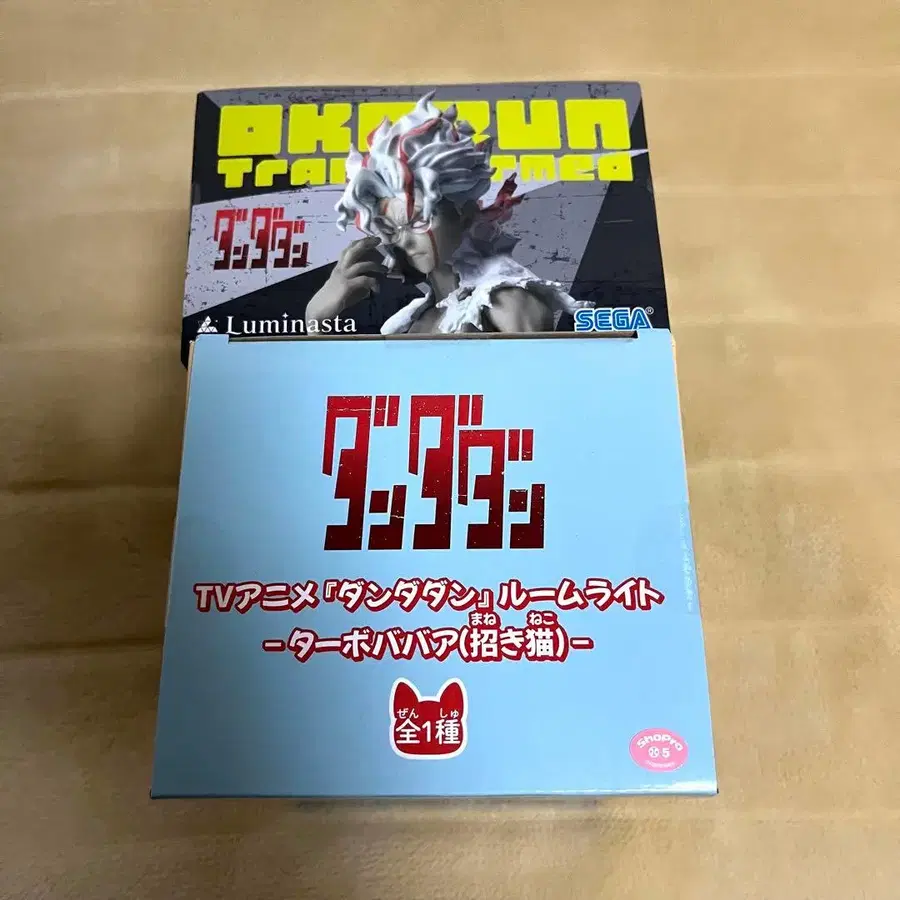 OKARUN
Transformed
ダンダダン
Luminasta
SEGA®
ダンダダン
TVアニメ『ダンダダン』ルームライト
まね ねこ
-ターボババア(招き猫)-
ぜん しゅ
全1種
ShoPro
㉔5